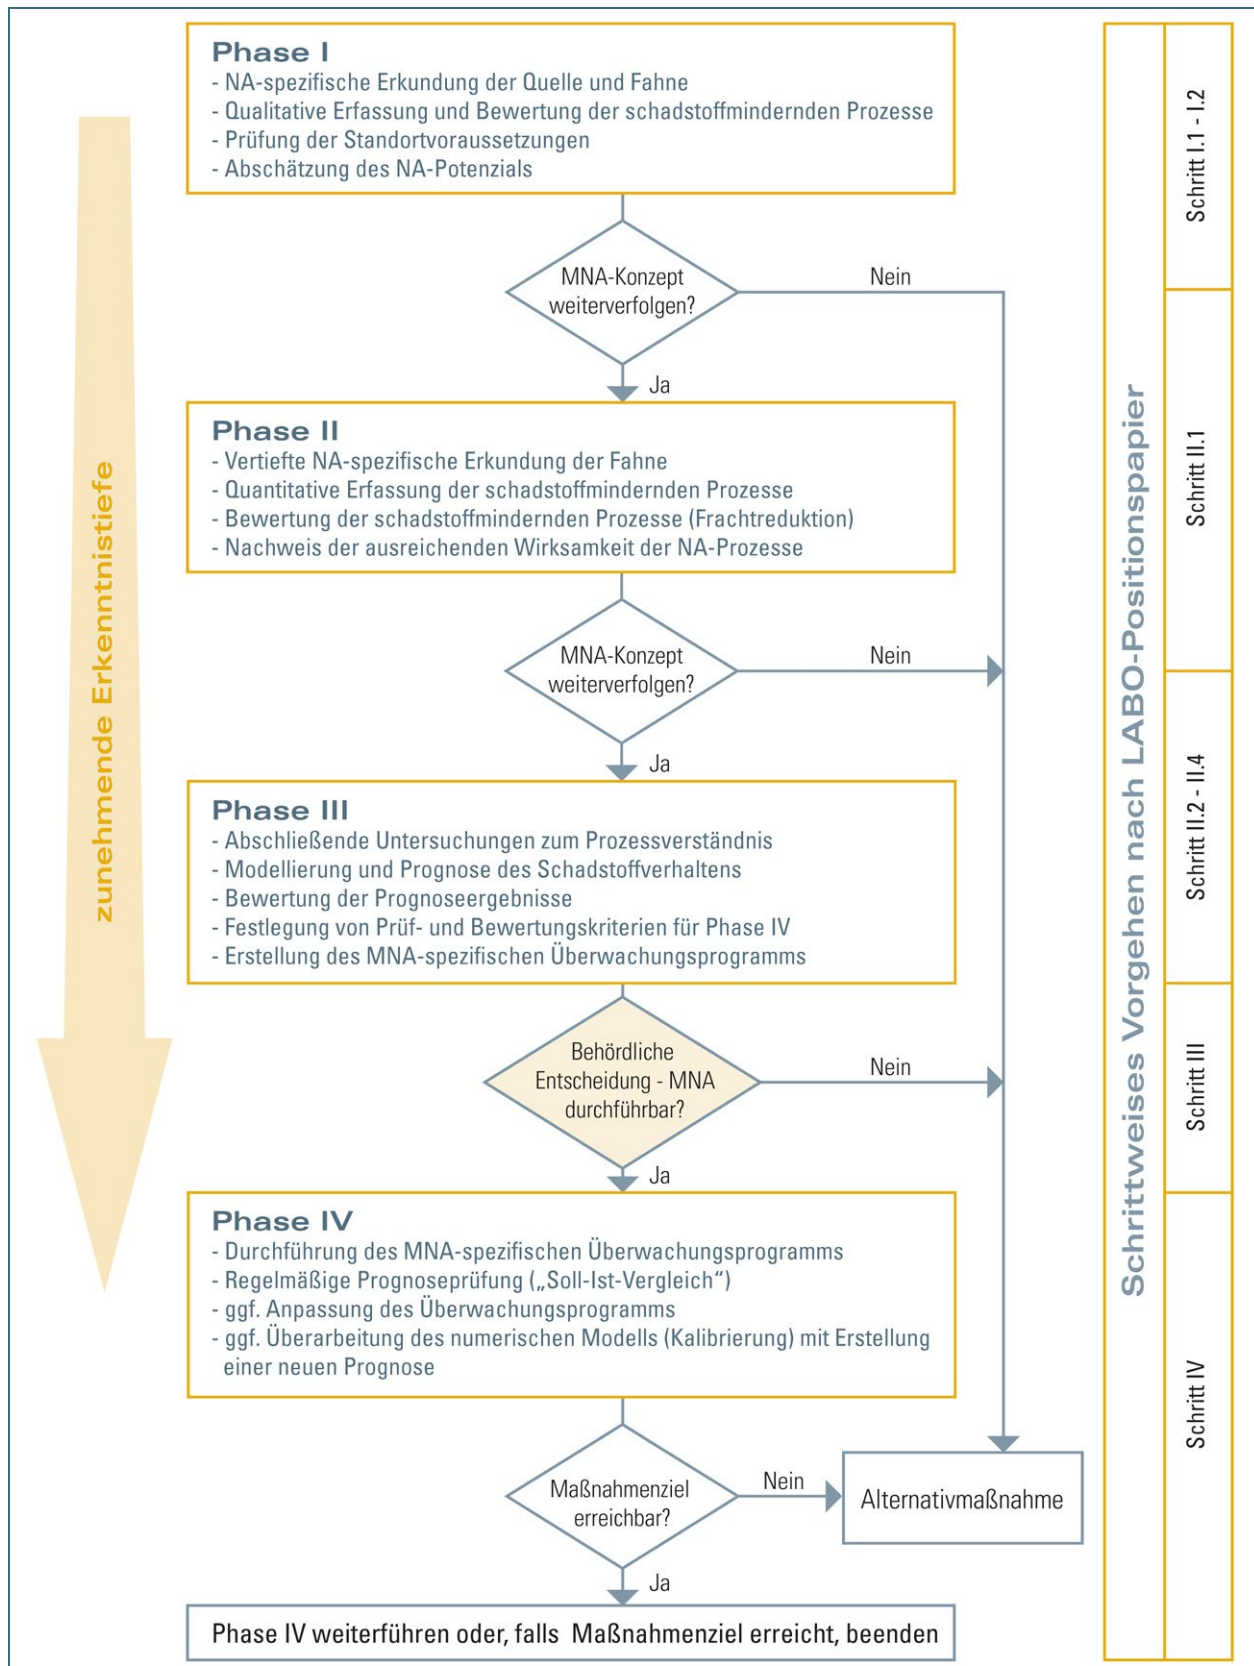 Phase I
- NA-spezifische Erkundung der Quelle und Fahne
- Qualitative Erfassung und Bewertung der schadstoffmindernden Prozesse
- Prüfung der Standortvoraussetzungen
- Abschätzung des NA-Potenzials
MNA-Konzept
weiterverfolgen?
Nein
Ja
Phase II
- Vertiefte NA-spezifische Erkundung der Fahne
- Quantitative Erfassung der schadstoffmindernden Prozesse
- Bewertung der schadstoffmindernden Prozesse (Frachtreduktion)
- Nachweis der ausreichenden Wirksamkeit der NA-Prozesse
MNA-Konzept
weiterverfolgen?
Nein
Ja
Phase III
- Abschließende Untersuchungen zum Prozessverständnis
- Modellierung und Prognose des Schadstoffverhaltens
- Bewertung der Prognoseergebnisse
- Festlegung von Prüf- und Bewertungskriterien für Phase IV
- Erstellung des MNA-spezifischen Überwachungsprogramms
Behördliche
Entscheidung - MNA
durchführbar?
Nein
Ja
Phase IV
- Durchführung des MNA-spezifischen Überwachungsprogramms
- Regelmäßige Prognoseprüfung („Soll-Ist-Vergleich“)
- ggf. Anpassung des Überwachungsprogramms
- ggf. Überarbeitung des numerischen Modells (Kalibrierung) mit Erstellung
einer neuen Prognose
Maßnahmenziel
erreichbar?
Nein
Alternativmaßnahme
Ja
Phase IV weiterführen oder, falls Maßnahmenziel erreicht, beenden
zunehmende Erkenntnistiefe
Schrittweises Vorgehen nach LABO-Positionspapier
Schritt I.1 - I.2
Schritt II.1
Schritt II.2 - II.4
Schritt III
Schritt IV